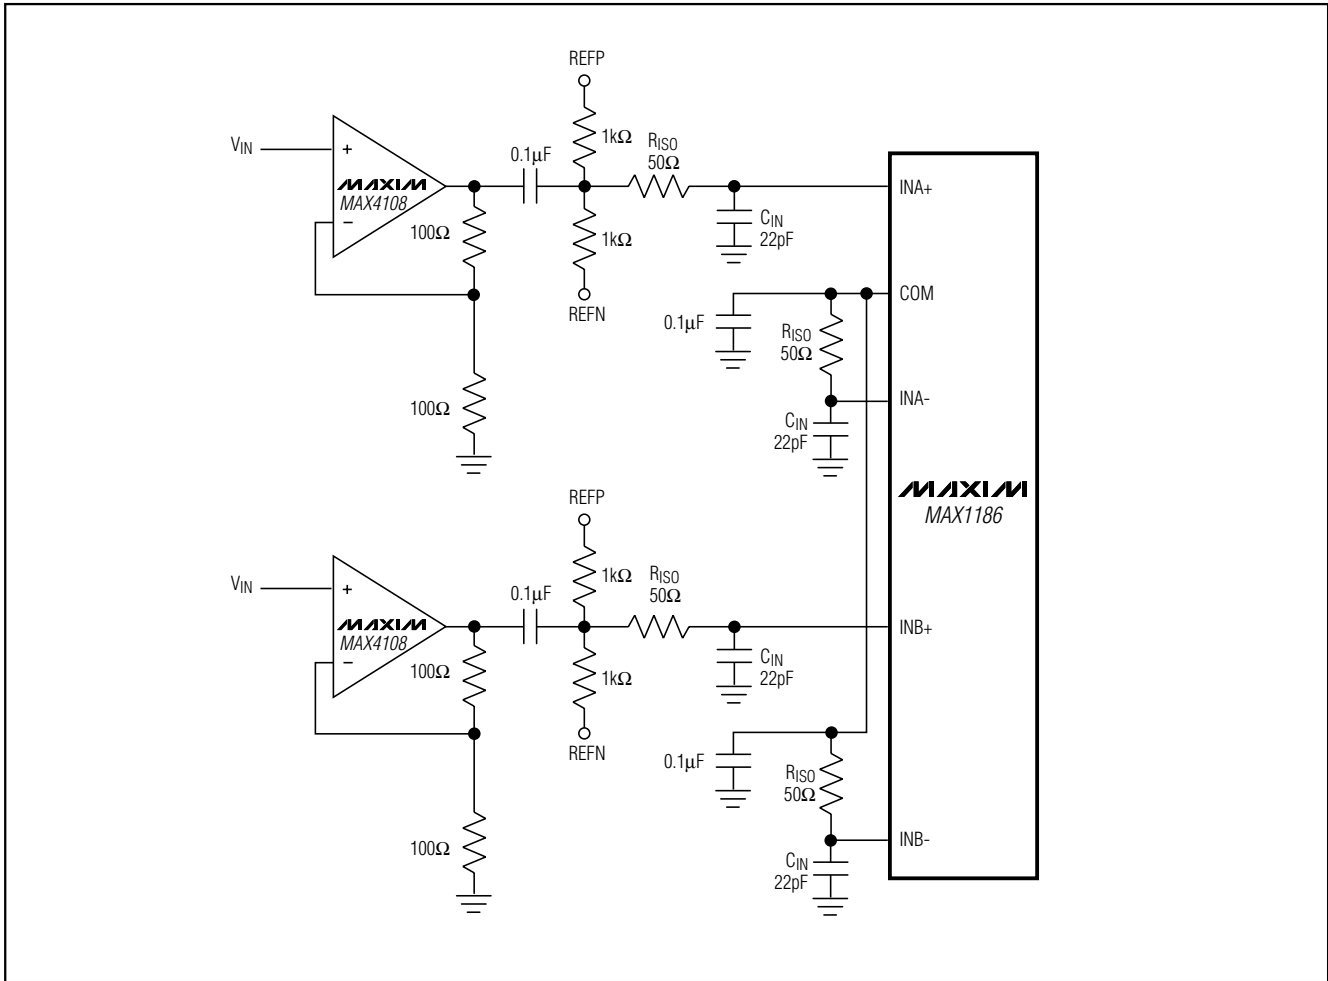 REFP
VIN
+
MAXIM
MAX4108
−
0.1µF
1kΩ
RISO
50Ω
INA+
100Ω
1kΩ
CIN
22pF
REFN
COM
0.1µF
RISO
50Ω
100Ω
INA-
CIN
22pF
MAXIM
MAX1186
REFP
VIN
+
MAXIM
MAX4108
−
0.1µF
1kΩ
RISO
50Ω
INB+
100Ω
1kΩ
CIN
22pF
REFN
0.1µF
RISO
50Ω
100Ω
INB-
CIN
22pF